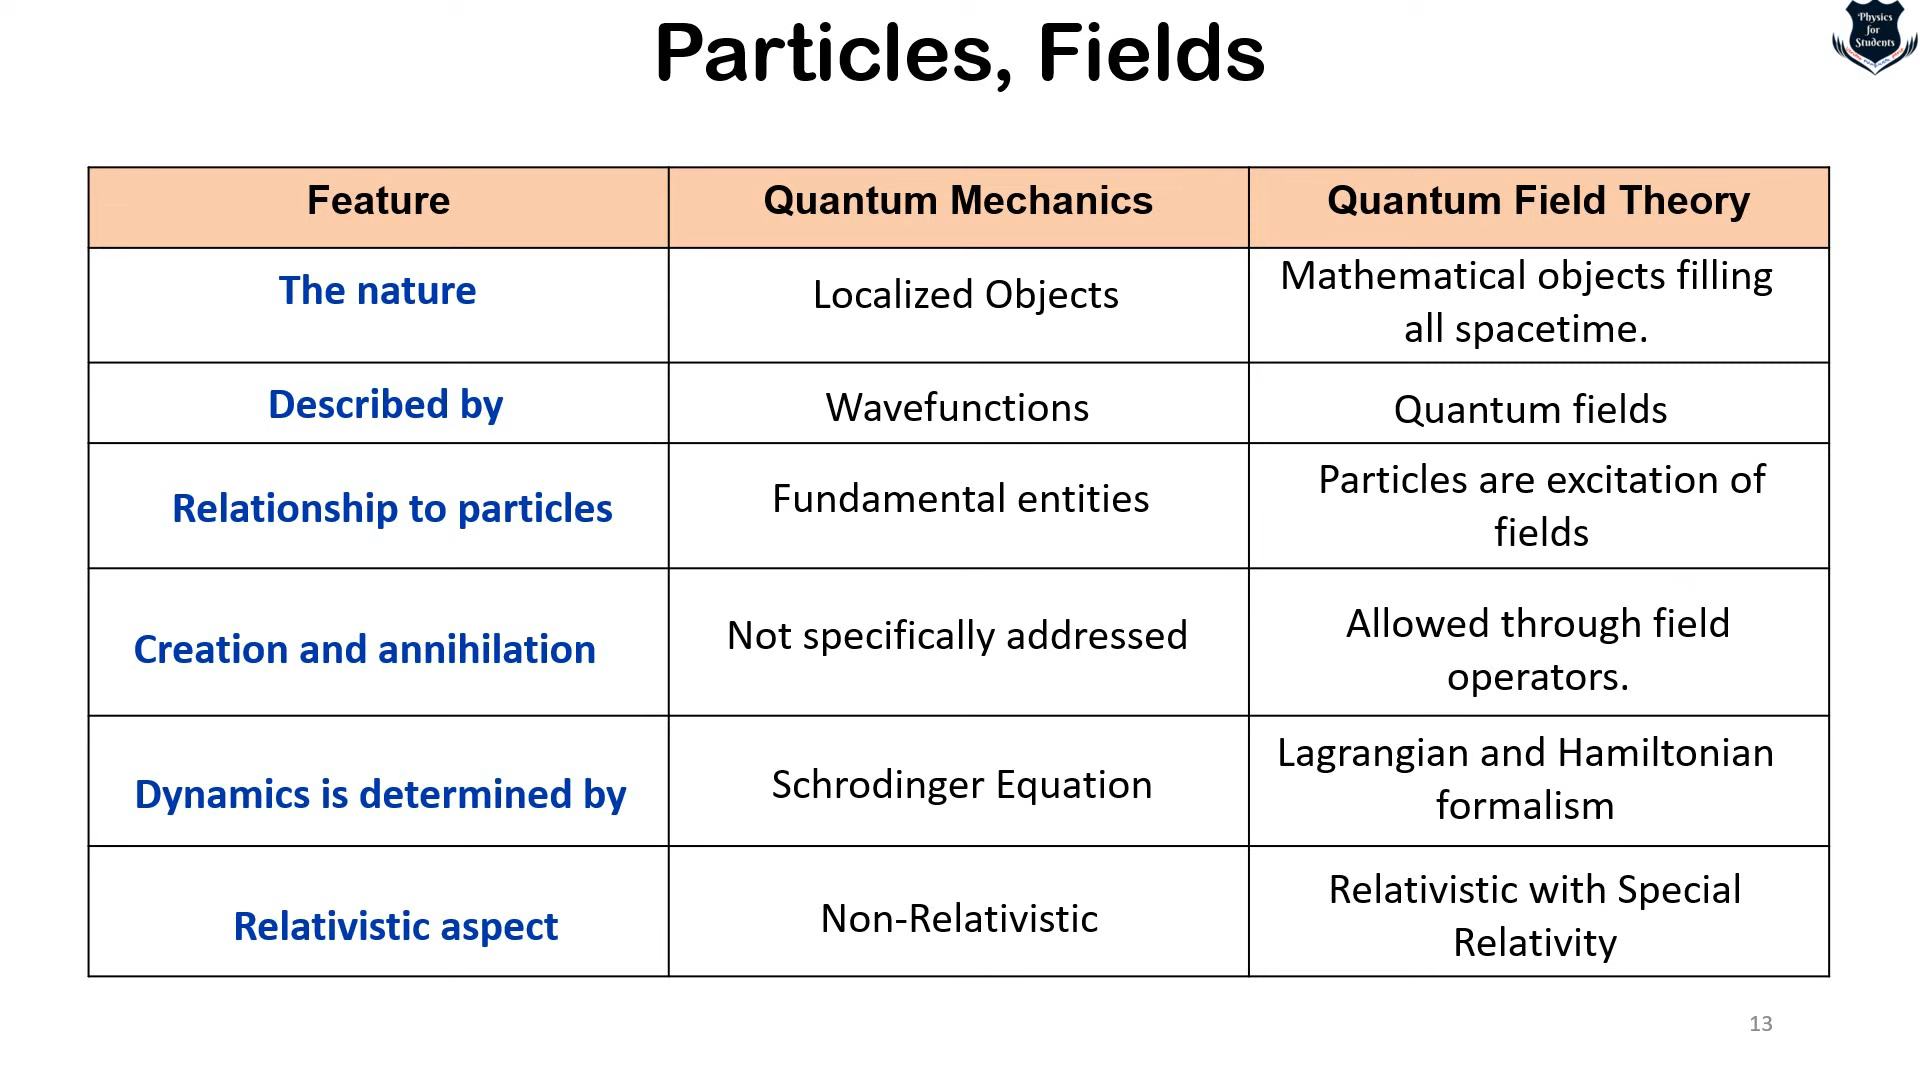 Particles, Fields
Physics
for
Students
Feature
Quantum Mechanics
Quantum Field Theory
The nature
Localized Objects
Mathematical objects filling
all spacetime.
Described by
Wavefunctions
Quantum fields
Relationship to particles
Fundamental entities
Particles are excitation of
fields
Creation and annihilation
Not specifically addressed
Allowed through field
operators.
Dynamics is determined by
Schrodinger Equation
Lagrangian and Hamiltonian
formalism
Relativistic aspect
Non-Relativistic
Relativistic with Special
Relativity
13